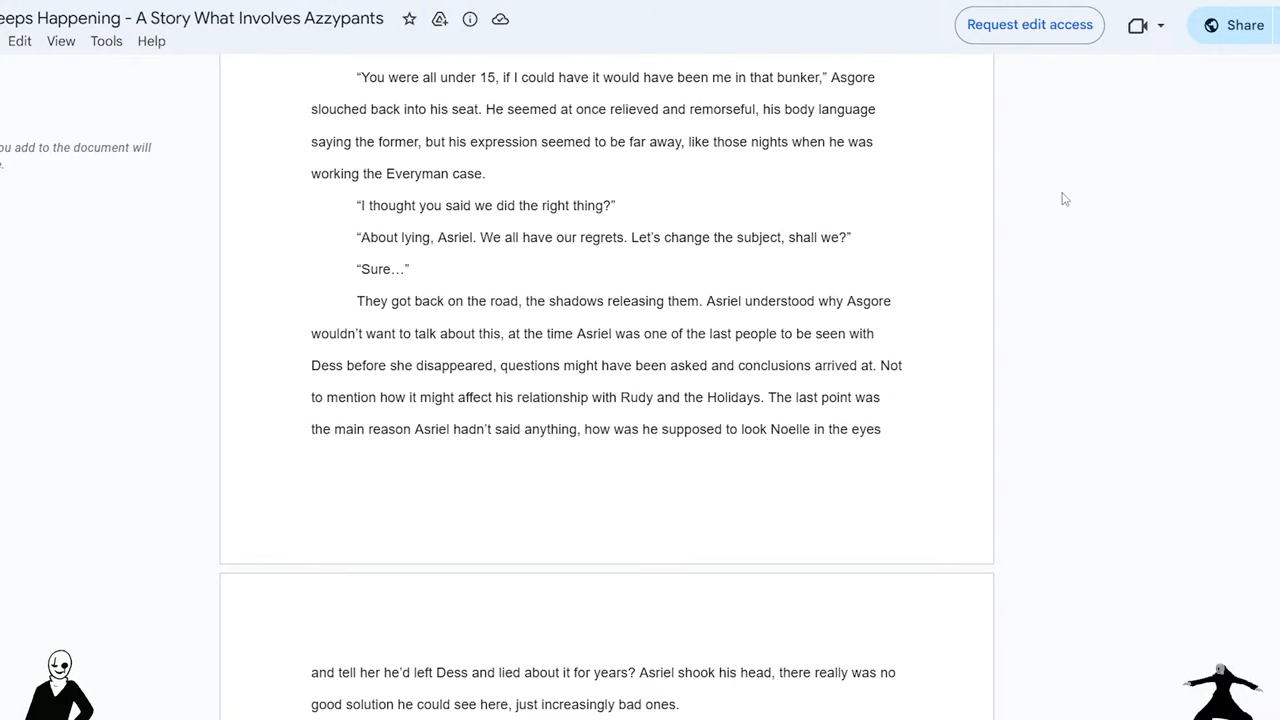 eeps Happening - A Story What Involves Azzypants
Request edit access
Share
Edit View Tools Help
“You were all under 15, if I could have it would have been me in that bunker,” Asgore
slouched back into his seat. He seemed at once relieved and remorseful, his body language
ou add to the document will
saying the former, but his expression seemed to be far away, like those nights when he was
e.
working the Everyman case.
“I thought you said we did the right thing?”
“About lying, Asriel. We all have our regrets. Let’s change the subject, shall we?”
“Sure…”
They got back on the road, the shadows releasing them. Asriel understood why Asgore
wouldn’t want to talk about this, at the time Asriel was one of the last people to be seen with
Dess before she disappeared, questions might have been asked and conclusions arrived at. Not
to mention how it might affect his relationship with Rudy and the Holidays. The last point was
the main reason Asriel hadn’t said anything, how was he supposed to look Noelle in the eyes
and tell her he’d left Dess and lied about it for years? Asriel shook his head, there really was no
good solution he could see here, just increasingly bad ones.